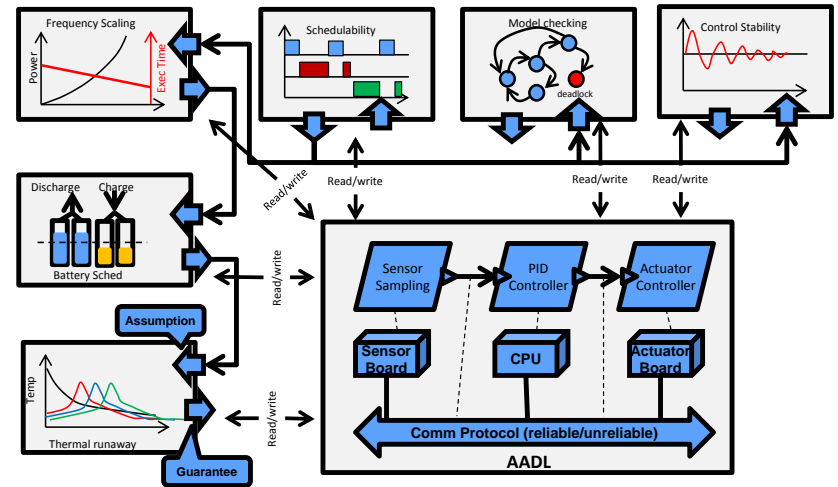 Frequency Scaling
Power
Exec Time
Schedulability
Model checking
deadlock
Control Stability
Read/write
Read/write
Read/write
Read/write
Discharge Charge
Battery Sched
Read/write
Assumption
Temp
Thermal runaway
Guarantee
Read/write
Sensor
Sampling
PID
Controller
Actuator
Controller
Sensor
Board
CPU
Actuator
Board
Comm Protocol (reliable/unreliable)
AADL